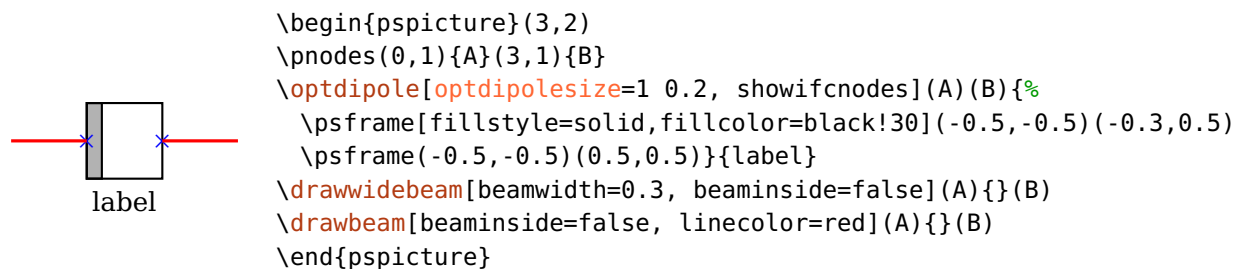 label
\begin{pspicture}(3,2)
\pnodes(0,1){A}(3,1){B}
\optdipole[optdipolesize=1 0.2, showifcnodes](A)(B){%
\psframe[fillstyle=solid,fillcolor=black!30](-0.5,-0.5)(-0.3,0.5)
\psframe(-0.5,-0.5)(0.5,0.5)}{label}
\drawwidebeam[beamwidth=0.3, beaminside=false](A){}(B)
\drawbeam[beaminside=false, linecolor=red](A){}(B)
\end{pspicture}